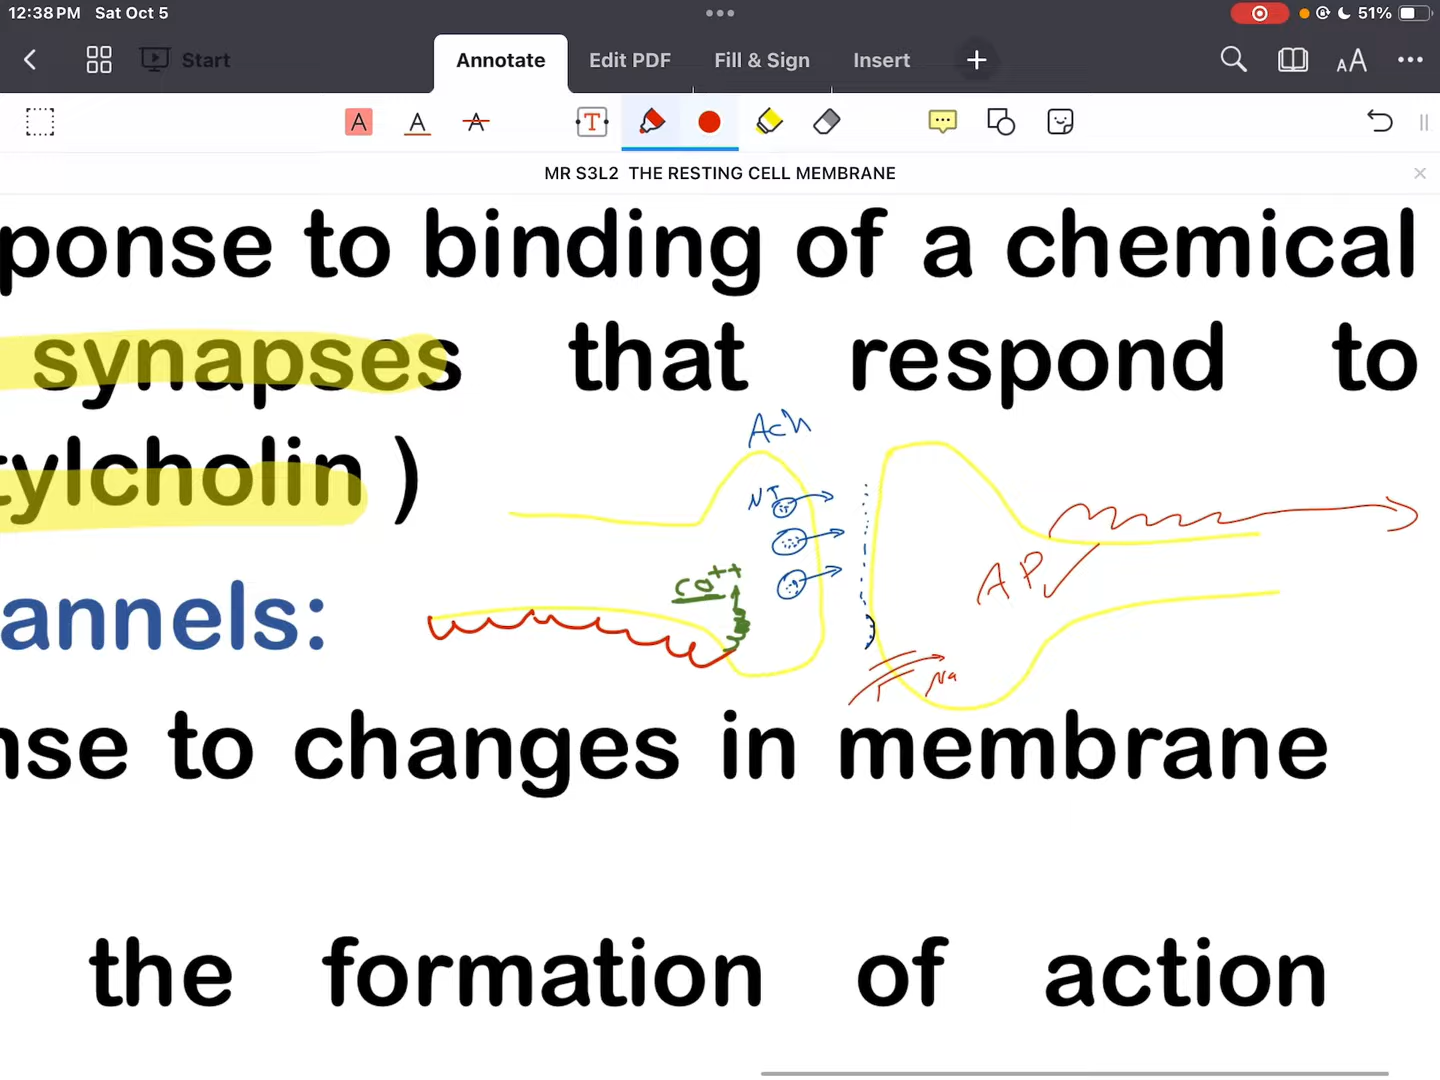 12:38 PM Sat Oct 5
51%
Start
Annotate
Edit PDF
Fill & Sign
Insert
MR S3L2 THE RESTING CELL MEMBRANE
ponse to binding of a chemical
synapses that respond to
tylcholin )
Ach
NT
Ca++
AP
Na
annels:
nse to changes in membrane
the formation of action